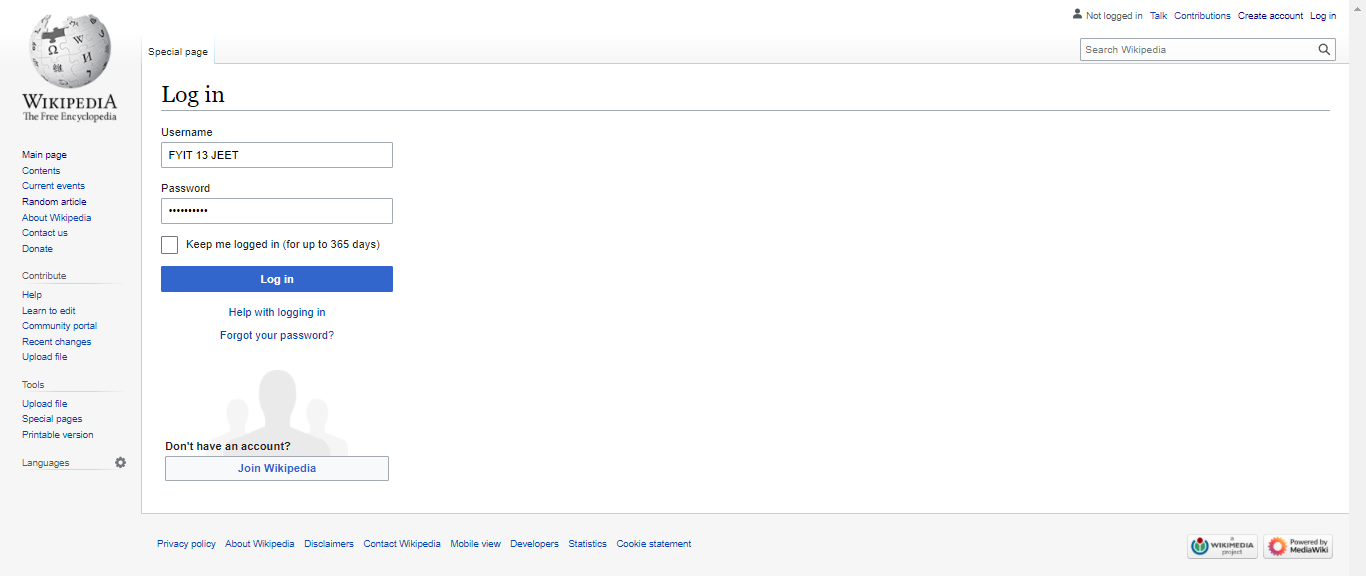 Not logged in Talk Contributions Create account Log in
Special page
Search Wikipedia
WIKIPEDIA
The Free Encyclopedia
Main page
Contents
Current events
Random article
About Wikipedia
Contact us
Donate
Contribute
Help
Learn to edit
Community portal
Recent changes
Upload file
Tools
Upload file
Special pages
Printable version
Languages
Log in
Username
FYIT 13 JEET
Password
••••••••••
Keep me logged in (for up to 365 days)
Log in
Help with logging in
Forgot your password?
Don't have an account?
Join Wikipedia
Privacy policy About Wikipedia Disclaimers Contact Wikipedia Mobile view Developers Statistics Cookie statement
a
WIKIMEDIA
project
Powered by
MediaWiki